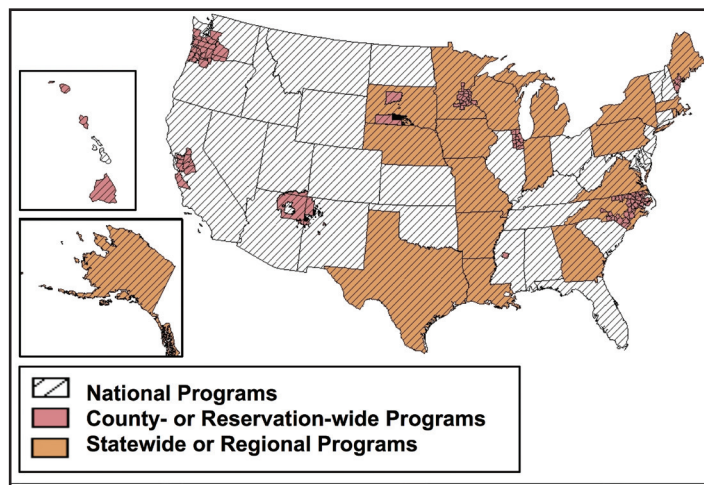 National Programs
County- or Reservation-wide Programs
Statewide or Regional Programs